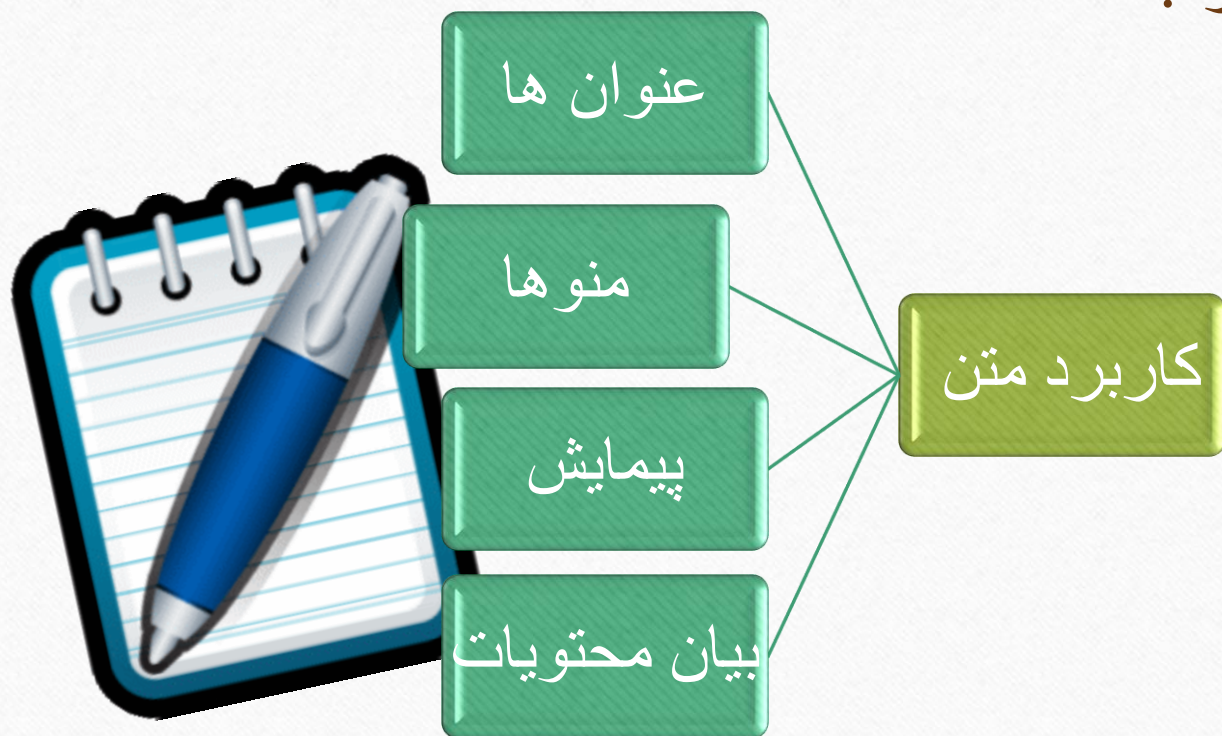 کاربرد متن
عنوان ها
منو ها
پیمایش
بیان محتویات